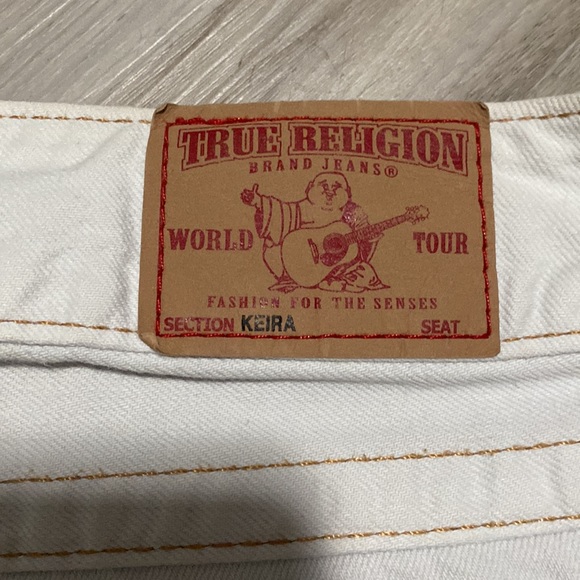 TRUE RELIGION
BRAND JEANS®
WORLD TOUR
FASHION FOR THE SENSES
SECTION KEIRA SEAT